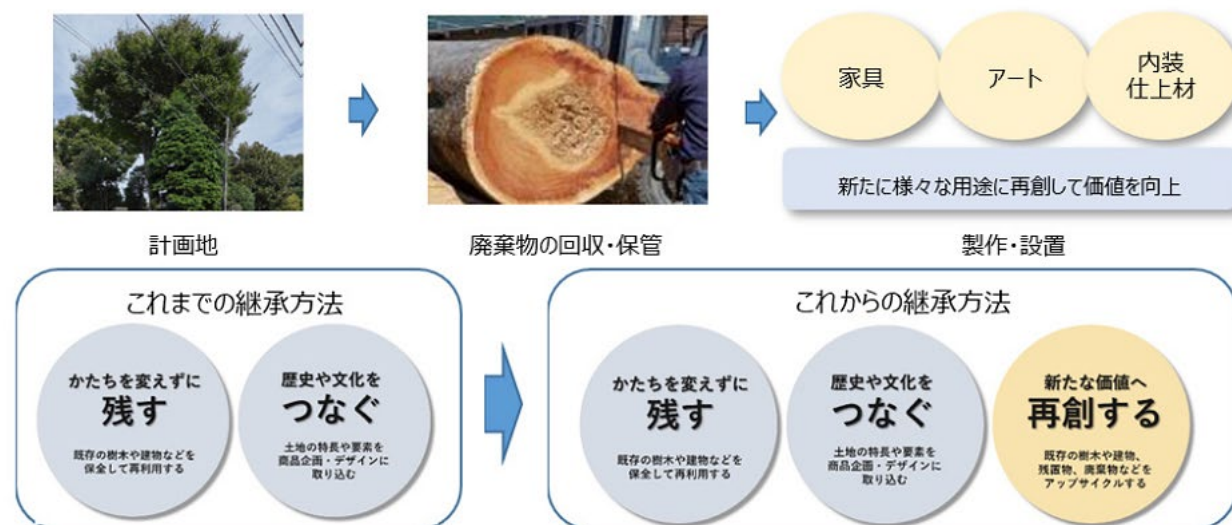 家具
アート
内装
仕上材
新たに様々な用途に再創して価値を向上
計画地
廃棄物の回収・保管
製作・設置
これまでの継承方法
かたちを変えずに
残す
既存の樹木や建物などを
保全して再利用する
歴史や文化を
つなぐ
土地の特長や要素を
商品企画・デザインに
取り込む
これからの継承方法
かたちを変えずに
残す
既存の樹木や建物などを
保全して再利用する
歴史や文化を
つなぐ
土地の特長や要素を
商品企画・デザインに
取り込む
新たな価値へ
再創する
既存の樹木や建物、
残置物、廃棄物などを
アップサイクルする